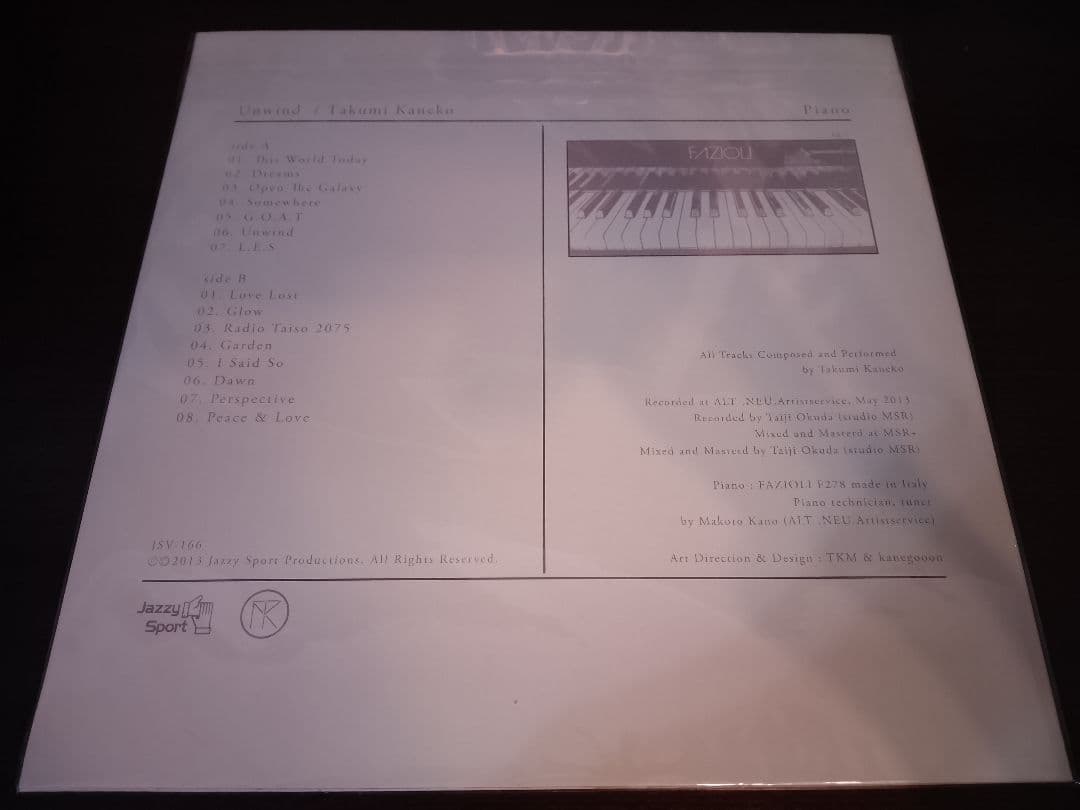 Unwind / Takumi Kaneko
Piano
side A
01. This World Today
02. Dreams
03. Open The Galaxy
04. Somewhere
05. G.O.A.T
06. Unwind
07. L.E.S
side B
01. Love Lost
02. Glow
03. Radio Taiso 2075
04. Garden
05. I Said So
06. Dawn
07. Perspective
08. Peace & Love
FAZIOLI
All Tracks Composed and Performed
by Takumi Kaneko
Recorded at ALT .NEU.Artistservice, May 2013
Recorded by Taiji Okuda (studio MSR)
Mixed and Masterd at MSR+
Mixed and Masterd by Taiji Okuda (studio MSR)
Piano : FAZIOLI F278 made in Italy
Piano technician, tuner
by Makoto Kano (ALT .NEU.Artistservice)
Art Direction & Design : TKM & kanegooon
JSV-166
©2013 Jazzy Sport Productions. All Rights Reserved.
Jazzy
Sport